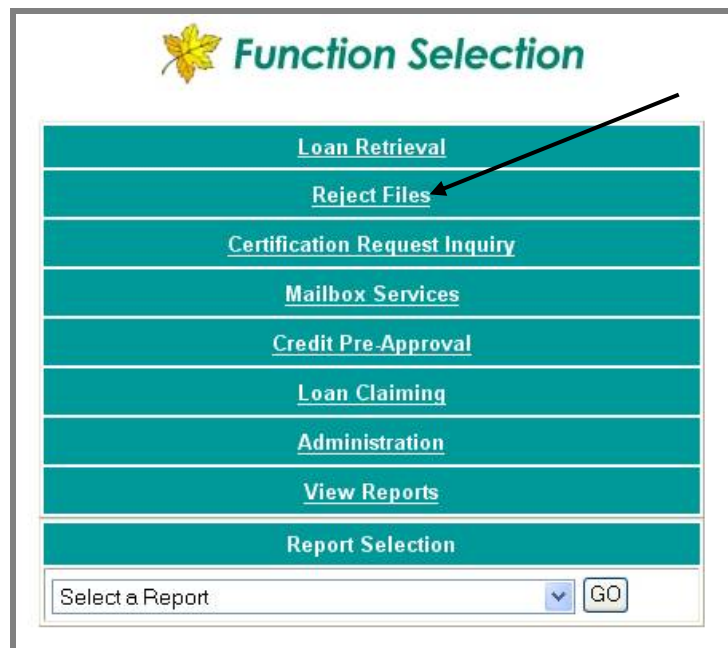 Function Selection
Loan Retrieval
Reject Files
Certification Request Inquiry
Mailbox Services
Credit Pre-Approval
Loan Claiming
Administration
View Reports
Report Selection
Select a Report GO